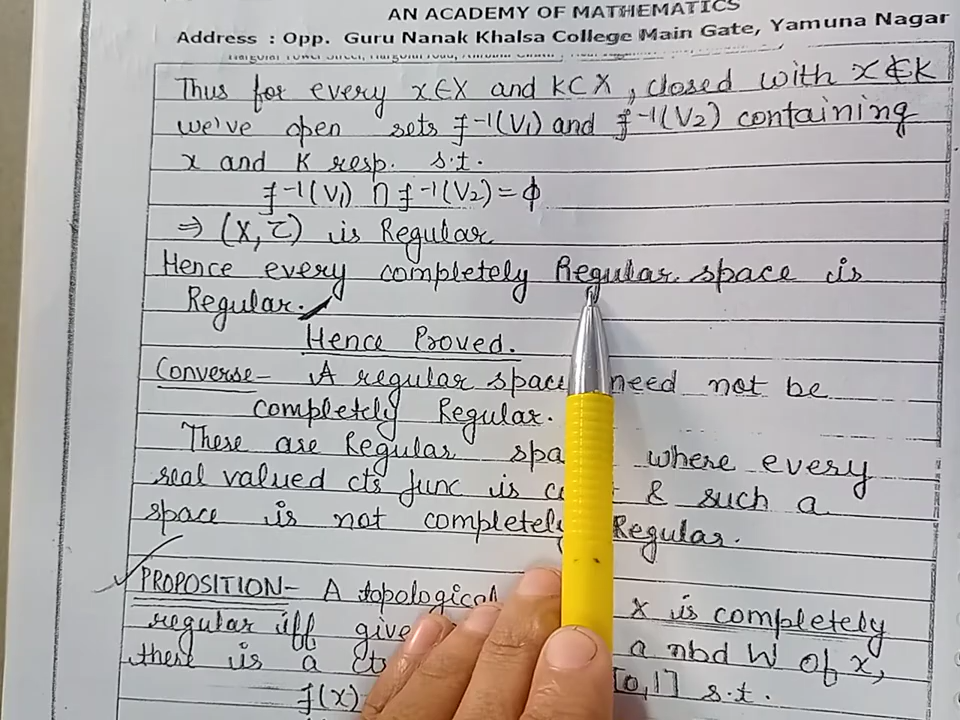 AN ACADEMY OF MATHEMATICS
Address : Opp. Guru Nanak Khalsa College Main Gate, Yamuna Nagar
Thus for every x∈X and K⊂X, closed with x∉K
we've open sets f⁻¹(V₁) and f⁻¹(V₂) containing
x and K resp. s.t.
f⁻¹(V₁) ∩ f⁻¹(V₂) = ϕ
⇒ (X, τ) is Regular
Hence every completely Regular space is
Regular.
Hence Proved.
Converse- A regular space need not be
completely Regular.
There are Regular spa where every
real valued cts func is & such a
space is not completely Regular.
PROPOSITION- A topological X is completely
regular iff give a nbd W of x,
there is a cts [0,1] s.t.
f(x)